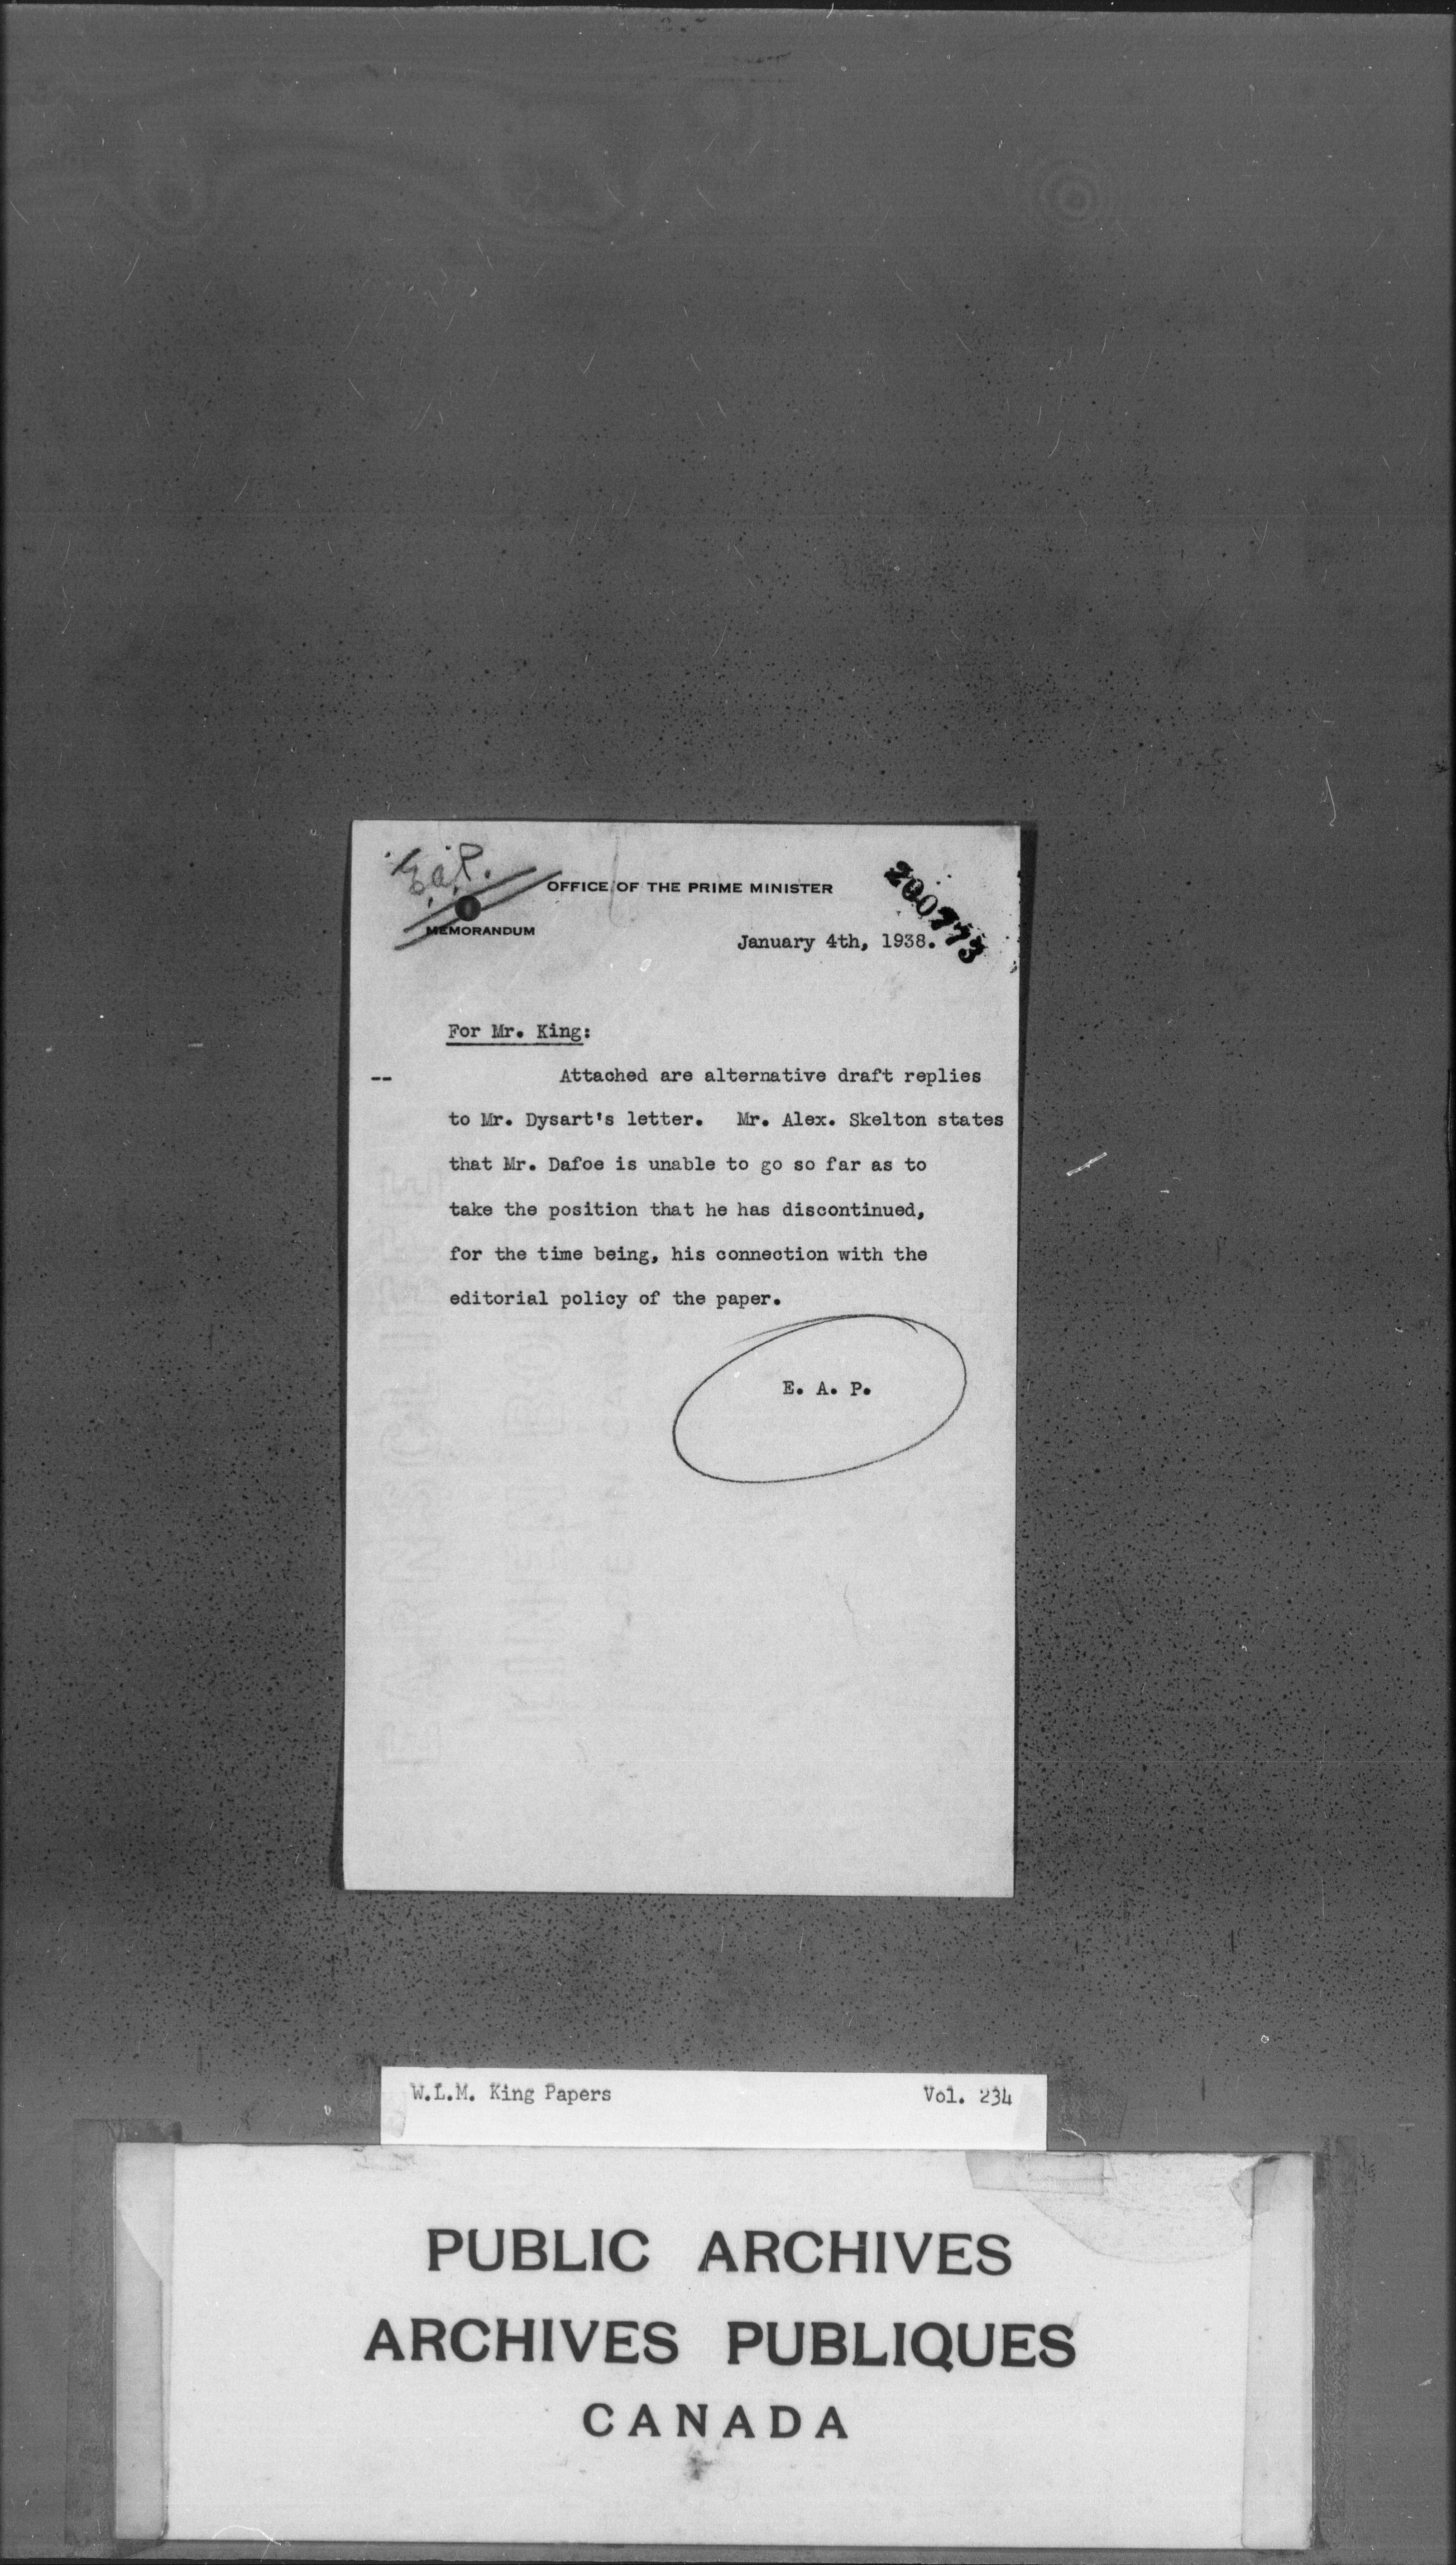 E.a.P.
OFFICE OF THE PRIME MINISTER
200773
MEMORANDUM
January 4th, 1938.
For Mr. King:
-- Attached are alternative draft replies
to Mr. Dysart's letter. Mr. Alex. Skelton states
that Mr. Dafoe is unable to go so far as to
take the position that he has discontinued,
for the time being, his connection with the
editorial policy of the paper.
E. A. P.
W.L.M. King Papers Vol. 234
PUBLIC ARCHIVES
ARCHIVES PUBLIQUES
CANADA